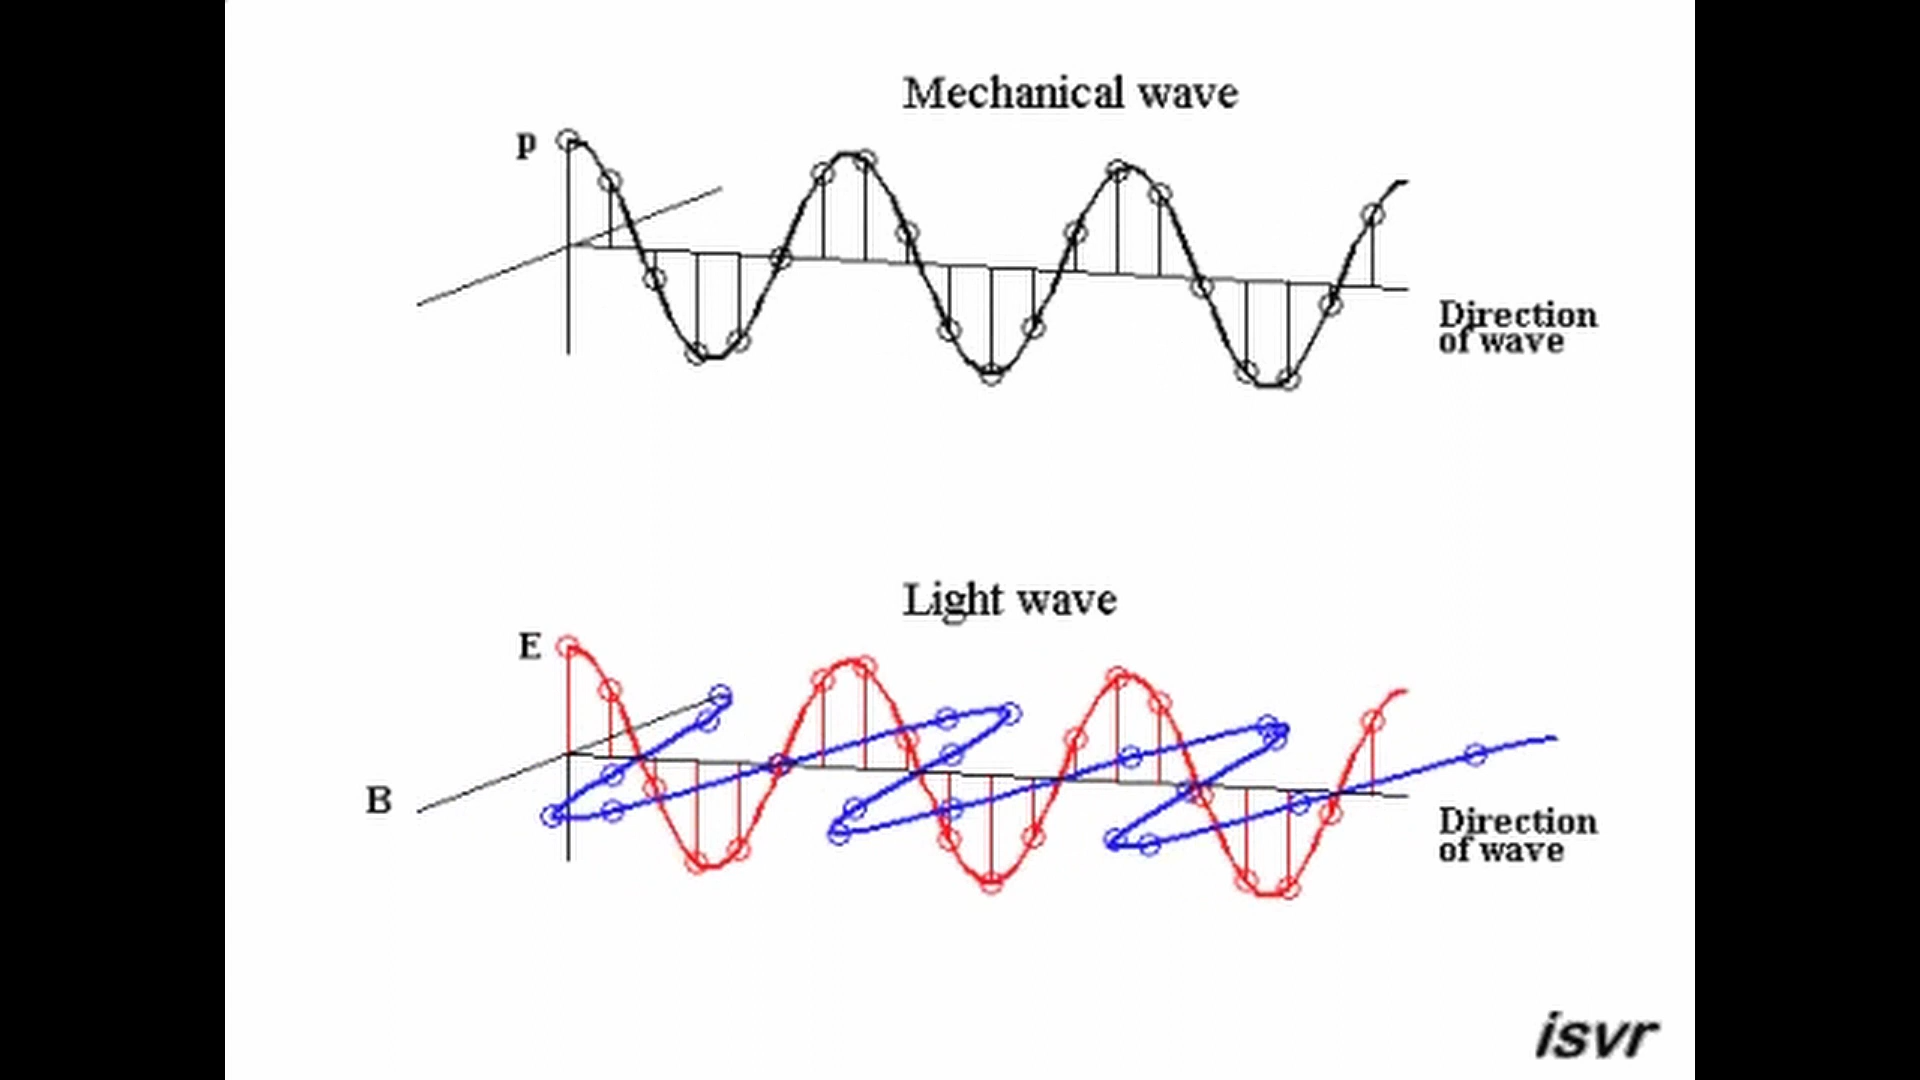 Mechanical wave
p
Direction
of wave
Light wave
E
B
Direction
of wave
isvr